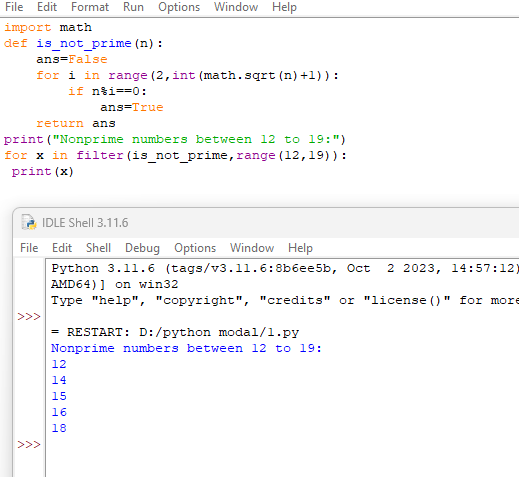 File Edit Format Run Options Window Help
import math
def is_not_prime(n):
    ans=False
    for i in range(2,int(math.sqrt(n)+1)):
        if n%i==0:
            ans=True
    return ans
print("Nonprime numbers between 12 to 19:")
for x in filter(is_not_prime,range(12,19)):
 print(x)
IDLE Shell 3.11.6
File Edit Shell Debug Options Window Help
Python 3.11.6 (tags/v3.11.6:8b6ee5b, Oct  2 2023, 14:57:12)
AMD64)] on win32
Type "help", "copyright", "credits" or "license()" for more
>>>
= RESTART: D:/python modal/1.py
Nonprime numbers between 12 to 19:
12
14
15
16
18
>>>